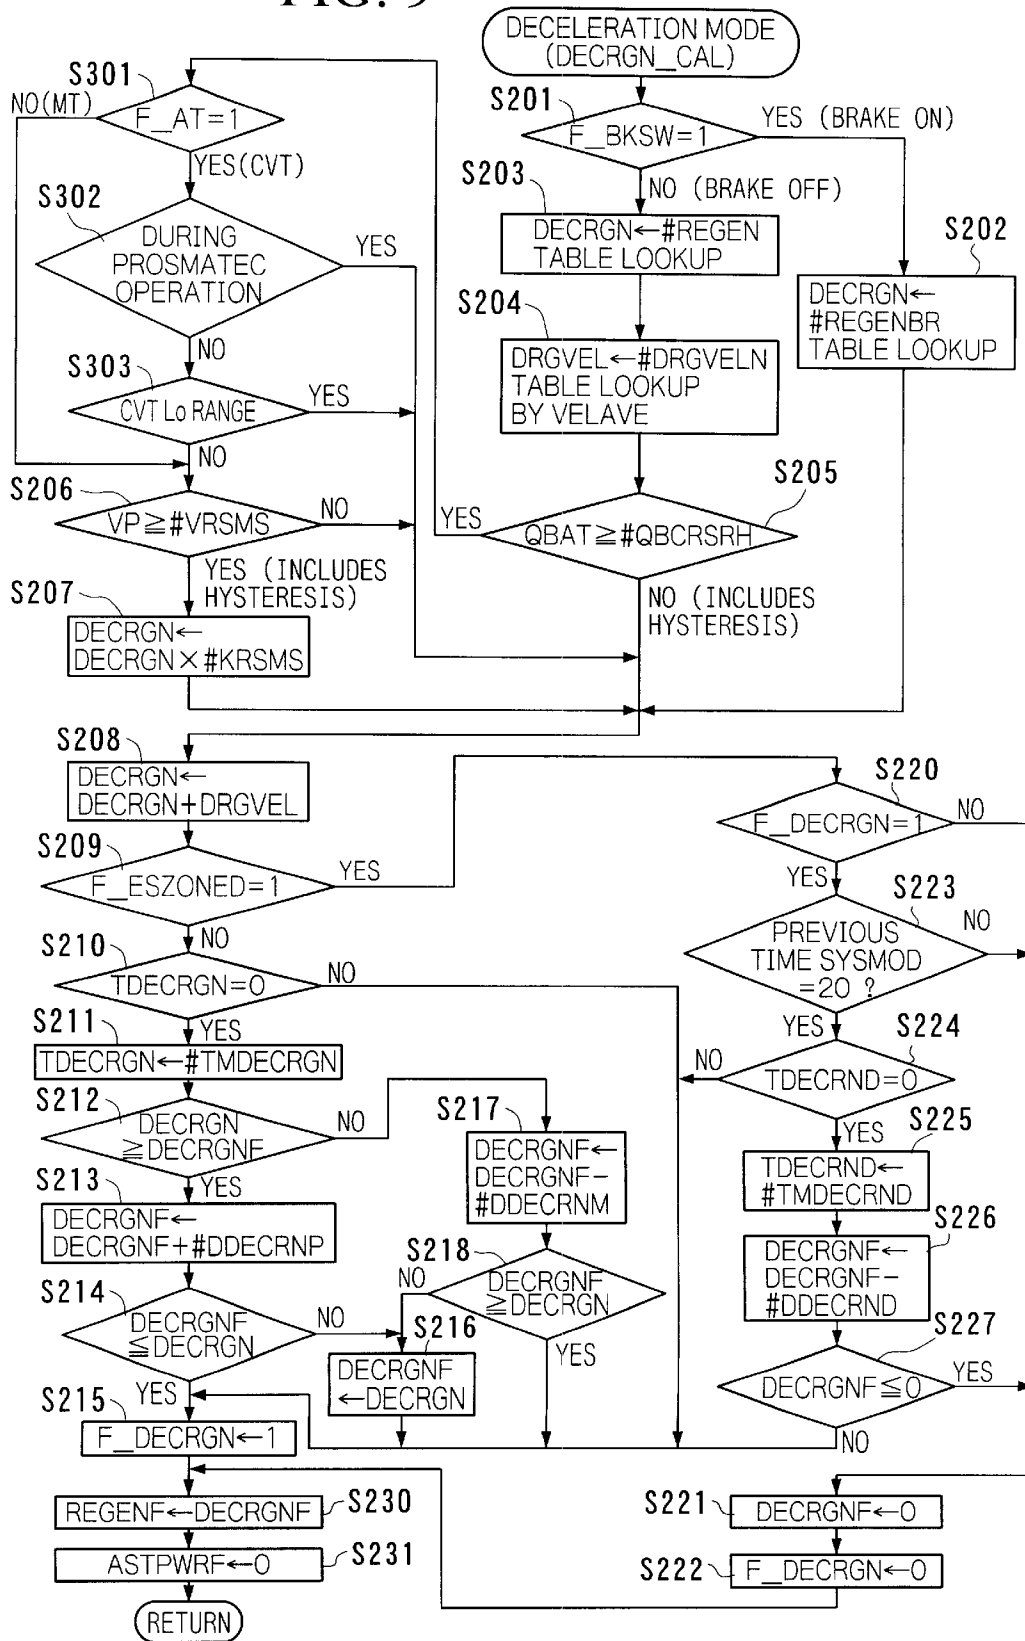 FIG. 9
DECELERATION MODE
(DECRGN_CAL)
S201
F_BKSW=1
YES (BRAKE ON)
NO (BRAKE OFF)
S202
DECRGN←
#REGENBR
TABLE LOOKUP
S203
DECRGN←#REGEN
TABLE LOOKUP
S204
DRGVEL←#DRGVELN
TABLE LOOKUP
BY VELAVE
S205
QBAT≧#QBCRSRH
YES
NO (INCLUDES
HYSTERESIS)
S301
F_AT=1
NO(MT)
YES(CVT)
S302
DURING
PROSMATEC
OPERATION
YES
NO
S303
CVT Lo RANGE
YES
NO
S206
VP≧#VRSMS
NO
YES (INCLUDES
HYSTERESIS)
S207
DECRGN←
DECRGN×#KRSMS
S208
DECRGN←
DECRGN+DRGVEL
S209
F_ESZONED=1
YES
NO
S210
TDECRGN=0
NO
YES
S211
TDECRGN←#TMDECRGN
S212
DECRGN
≧DECRGNF
NO
YES
S213
DECRGNF←
DECRGNF+#DDECRNP
S214
DECRGNF
≦DECRGN
NO
YES
S215
F_DECRGN←1
S216
DECRGNF
←DECRGN
S217
DECRGNF←
DECRGNF−
#DDECRNM
S218
DECRGNF
≧DECRGN
NO
YES
S220
F_DECRGN=1
NO
YES
S223
PREVIOUS
TIME SYSMOD
=20 ?
NO
YES
S224
TDECRND=0
NO
YES
S225
TDECRND←
#TMDECRND
S226
DECRGNF←
DECRGNF−
#DDECRND
S227
DECRGNF≦0
YES
NO
S221
DECRGNF←0
S222
F_DECRGN←0
S230
REGENF←DECRGNF
S231
ASTPWRF←0
RETURN